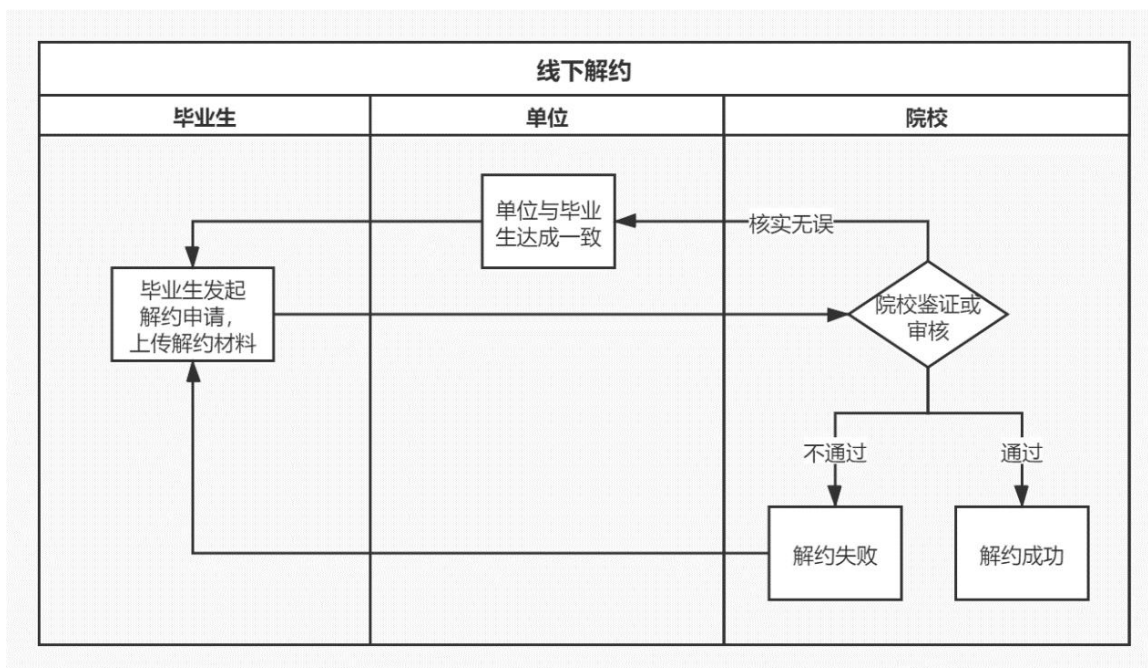 线下解约
毕业生
单位
院校
单位与毕业
生达成一致
核实无误
毕业生发起
解约申请，
上传解约材料
院校鉴证或
审核
不通过
通过
解约失败
解约成功